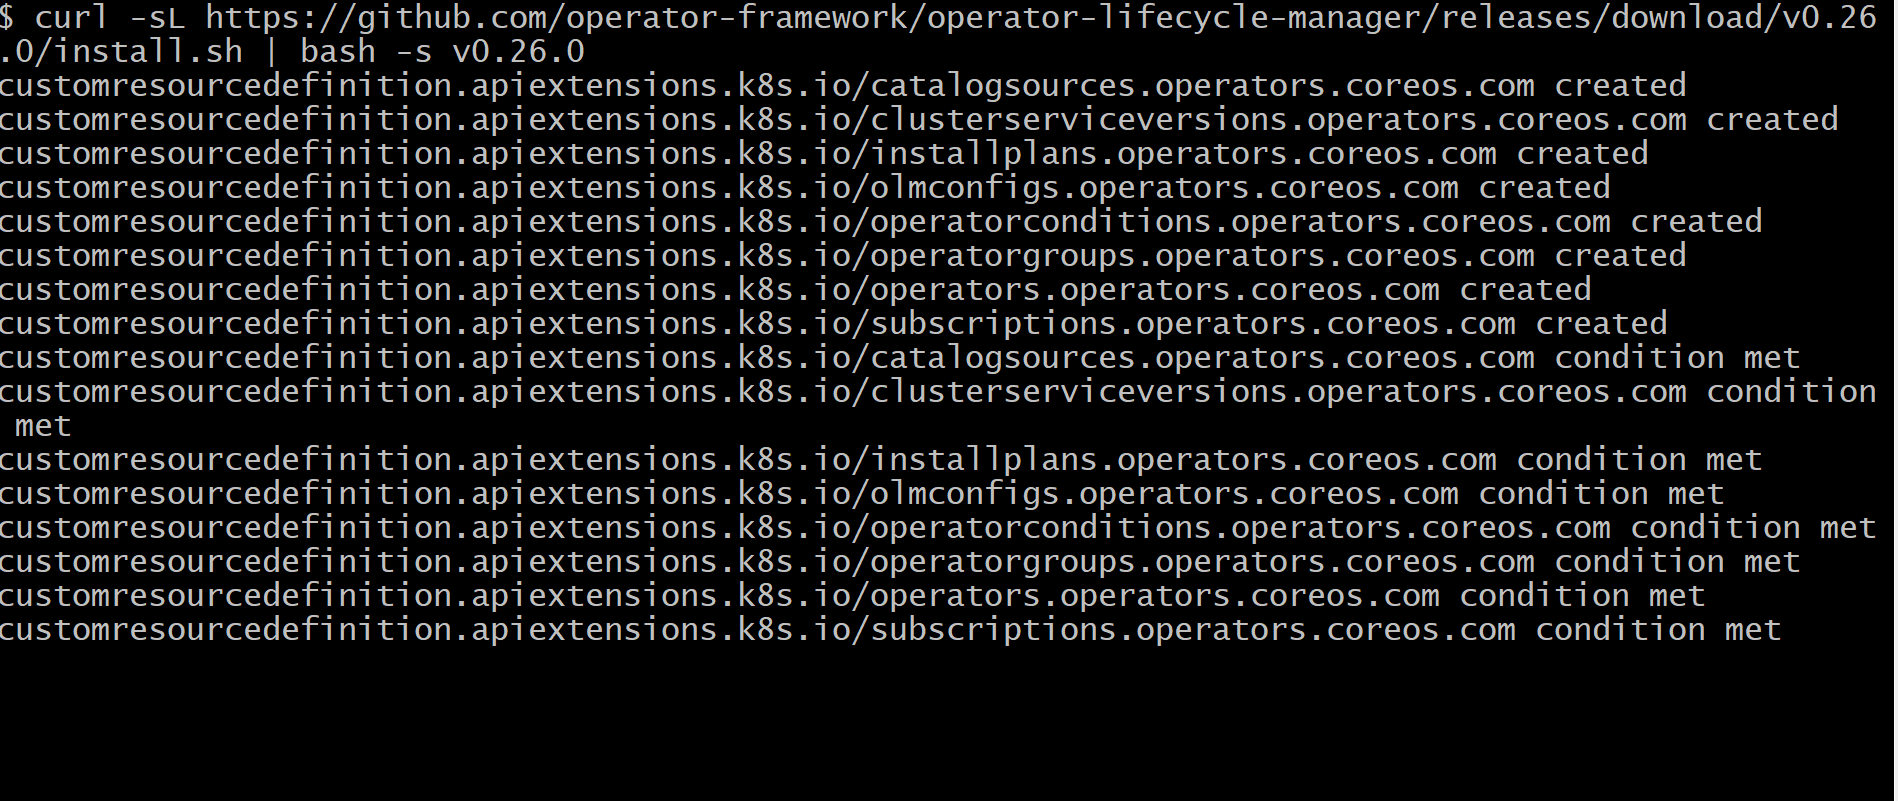 $ curl -sL https://github.com/operator-framework/operator-lifecycle-manager/releases/download/v0.26
.0/install.sh | bash -s v0.26.0
customresourcedefinition.apiextensions.k8s.io/catalogsources.operators.coreos.com created
customresourcedefinition.apiextensions.k8s.io/clusterserviceversions.operators.coreos.com created
customresourcedefinition.apiextensions.k8s.io/installplans.operators.coreos.com created
customresourcedefinition.apiextensions.k8s.io/olmconfigs.operators.coreos.com created
customresourcedefinition.apiextensions.k8s.io/operatorconditions.operators.coreos.com created
customresourcedefinition.apiextensions.k8s.io/operatorgroups.operators.coreos.com created
customresourcedefinition.apiextensions.k8s.io/operators.operators.coreos.com created
customresourcedefinition.apiextensions.k8s.io/subscriptions.operators.coreos.com created
customresourcedefinition.apiextensions.k8s.io/catalogsources.operators.coreos.com condition met
customresourcedefinition.apiextensions.k8s.io/clusterserviceversions.operators.coreos.com condition
 met
customresourcedefinition.apiextensions.k8s.io/installplans.operators.coreos.com condition met
customresourcedefinition.apiextensions.k8s.io/olmconfigs.operators.coreos.com condition met
customresourcedefinition.apiextensions.k8s.io/operatorconditions.operators.coreos.com condition met
customresourcedefinition.apiextensions.k8s.io/operatorgroups.operators.coreos.com condition met
customresourcedefinition.apiextensions.k8s.io/operators.operators.coreos.com condition met
customresourcedefinition.apiextensions.k8s.io/subscriptions.operators.coreos.com condition met